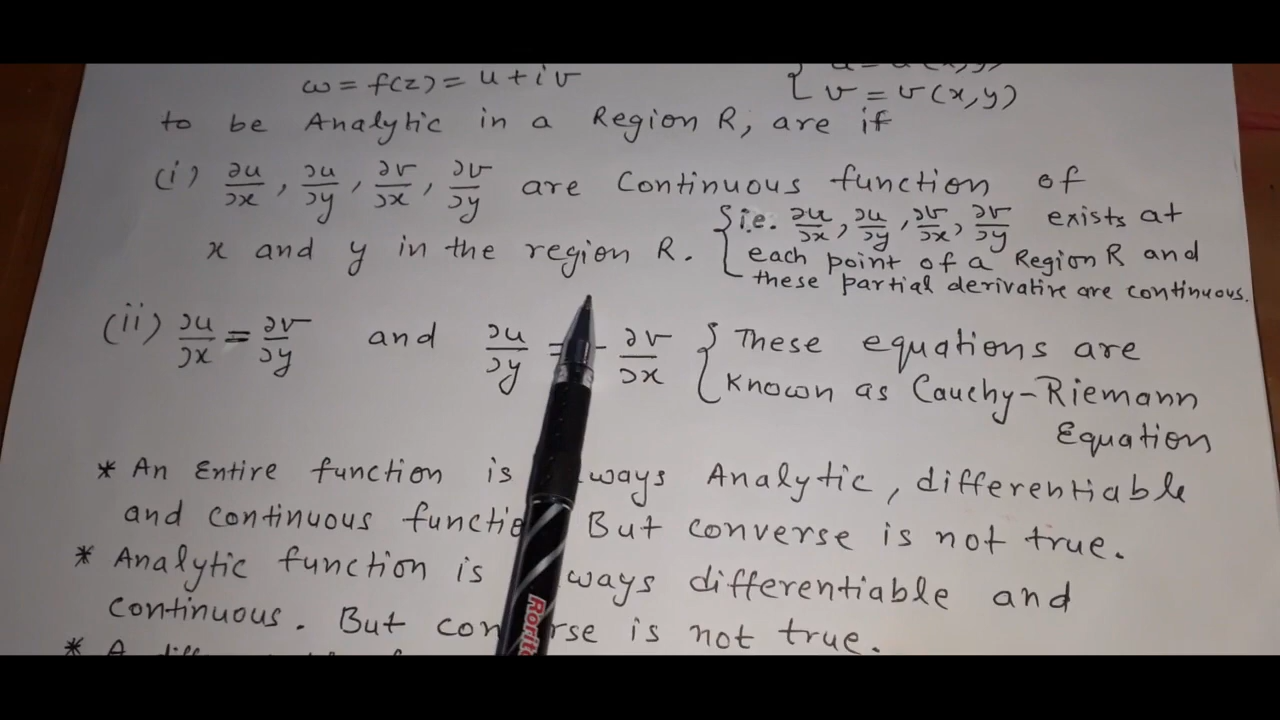 w = f(z) = u + i v
{ u = u(x,y)
v = v(x,y)
to be Analytic in a Region R, are if
(i) ∂u/∂x, ∂u/∂y, ∂v/∂x, ∂v/∂y are Continuous function of
x and y in the region R.
{ i.e. ∂u/∂x, ∂u/∂y, ∂v/∂x, ∂v/∂y exists at
each point of a Region R and
these partial derivative are continuous.
(ii) ∂u/∂x = ∂v/∂y and ∂u/∂y = - ∂v/∂x
{ These equations are
known as Cauchy-Riemann
Equation
* An Entire function is ways Analytic, differentiable
and continuous functio But converse is not true.
* Analytic function is ways differentiable and
continuous. But con rse is not true.
* A
Rorito